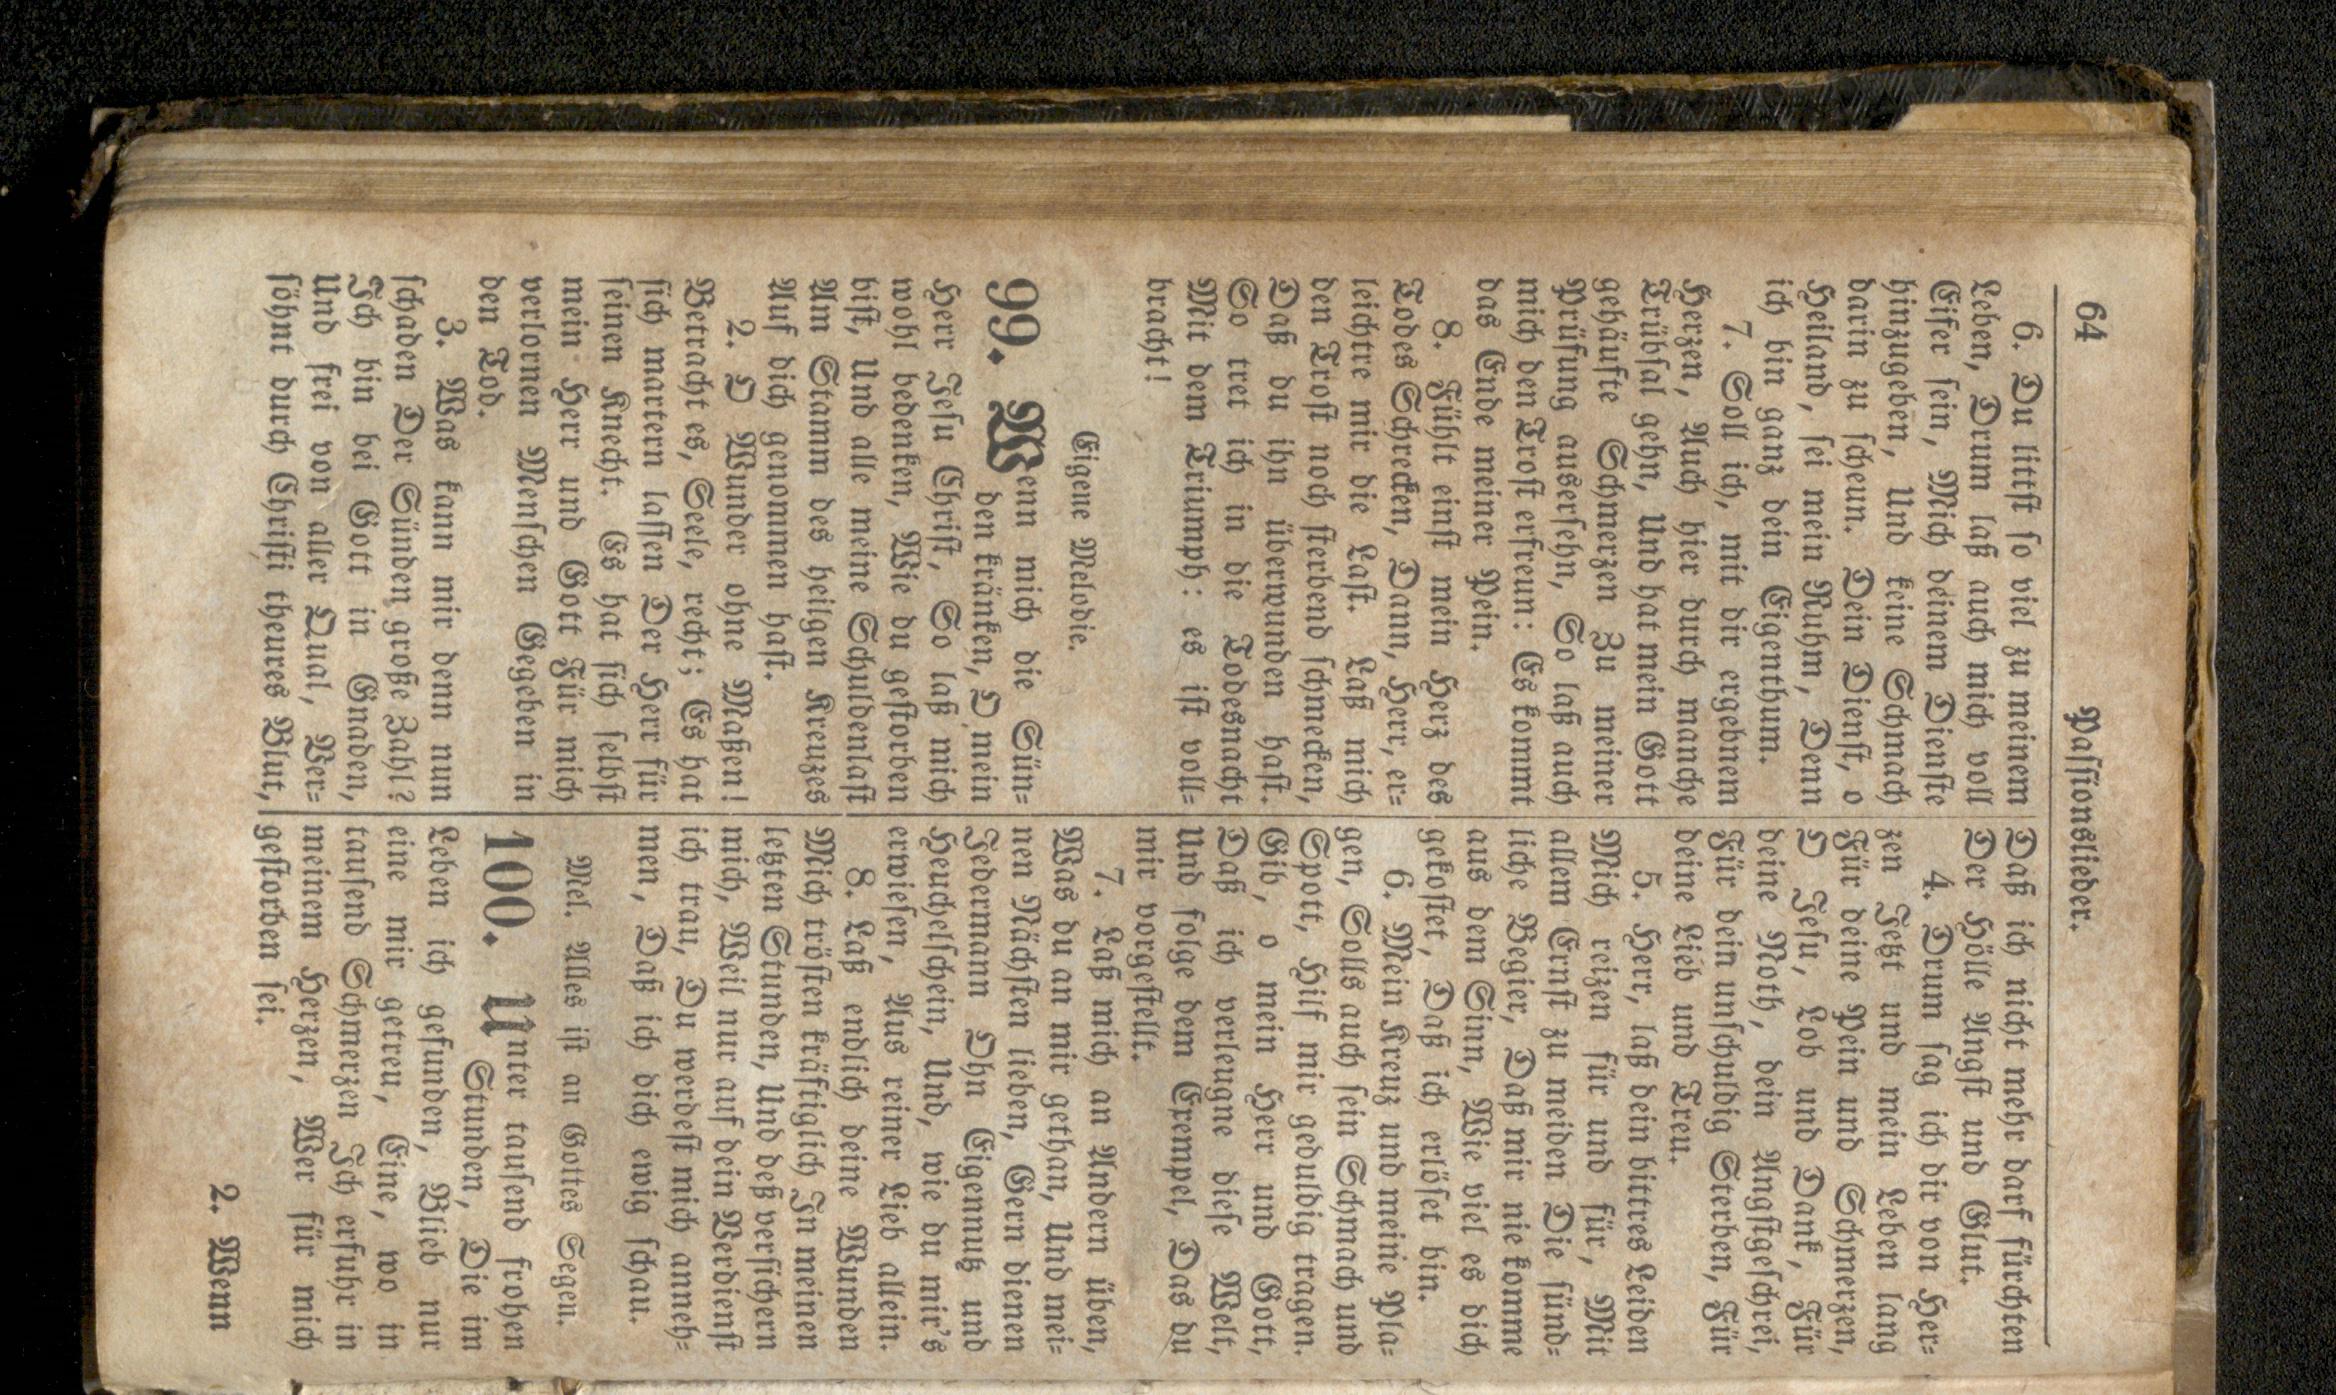 64
Passionslieder.
6. Du littst so viel zu meinem
Leben, Drum laß auch mich voll
Eifer sein, Mich deinem Dienste
hinzugeben, Und keine Schmach
darin zu scheun. Dein Dienst, o
Heiland, sei mein Ruhm, Denn
ich bin ganz dein Eigenthum.
7. Soll ich, mit dir ergebnem
Herzen, Auch hier durch manche
Trübsal gehn, Und hat mein Gott
gehäufte Schmerzen Zu meiner
Prüfung ausersehn, So laß auch
mich den Trost erfreun: Es kommt
das Ende meiner Pein.
8. Fühlt einst mein Herz des
Todes Schrecken, Dann, Herr, er-
leichtre mir die Last. Laß mich
den Trost noch sterbend schmecken,
Daß du ihn überwunden hast.
So tret ich in die Todesnacht
Mit dem Triumph: es ist voll-
bracht!
Eigene Melodie.
99. Wenn mich die Sün-
den kränken, O mein
Herr Jesu Christ, So laß mich
wohl bedenken, Wie du gestorben
bist, Und alle meine Schuldenlast
Am Stamm des heilgen Kreuzes
Auf dich genommen hast.
2. O Wunder ohne Maßen!
Betracht es, Seele, recht; Es hat
sich martern lassen Der Herr für
seinen Knecht. Es hat sich selbst
mein Herr und Gott Für mich
verlornen Menschen Gegeben in
den Tod.
3. Was kann mir denn nun
schaden Der Sünden große Zahl?
Ich bin bei Gott in Gnaden,
Und frei von aller Qual, Ver-
söhnt durch Christi theures Blut,
Daß ich nicht mehr darf fürchten
Der Hölle Angst und Glut.
4. Drum sag ich dir von Her-
zen Jetzt und mein Leben lang
Für deine Pein und Schmerzen,
O Jesu, Lob und Dank, Für
deine Noth, dein Angstgeschrei,
Für dein unschuldig Sterben, Für
deine Lieb und Treu.
5. Herr, laß dein bittres Leiden
Mich reizen für und für, Mit
allem Ernst zu meiden Die sünd-
liche Begier, Daß mir nie komme
aus dem Sinn, Wie viel es dich
gekostet, Daß ich erlöset bin.
6. Mein Kreuz und meine Pla-
gen, Solls auch sein Schmach und
Spott, Hilf mir geduldig tragen.
Gib, o mein Herr und Gott,
Daß ich verleugne diese Welt,
Und folge dem Exempel, Das du
mir vorgestellt.
7. Laß mich an Andern üben,
Was du an mir gethan, Und mei-
nen Nächsten lieben, Gern dienen
Jedermann Ohn Eigennutz und
Heuchelschein, Und, wie du mir's
erwiesen, Aus reiner Lieb allein.
8. Laß endlich deine Wunden
Mich trösten kräftiglich In meinen
letzten Stunden, Und deß versichern
mich, Weil nur auf dein Verdienst
ich trau, Du werdest mich anneh-
men, Daß ich dich ewig schau.
Mel. Alles ist an Gottes Segen.
100. Unter tausend frohen
Stunden, Die im
Leben ich gefunden, Blieb nur
eine mir getreu, Eine, wo in
tausend Schmerzen Ich erfuhr in
meinem Herzen, Wer für mich
gestorben sei.
2. Wenn